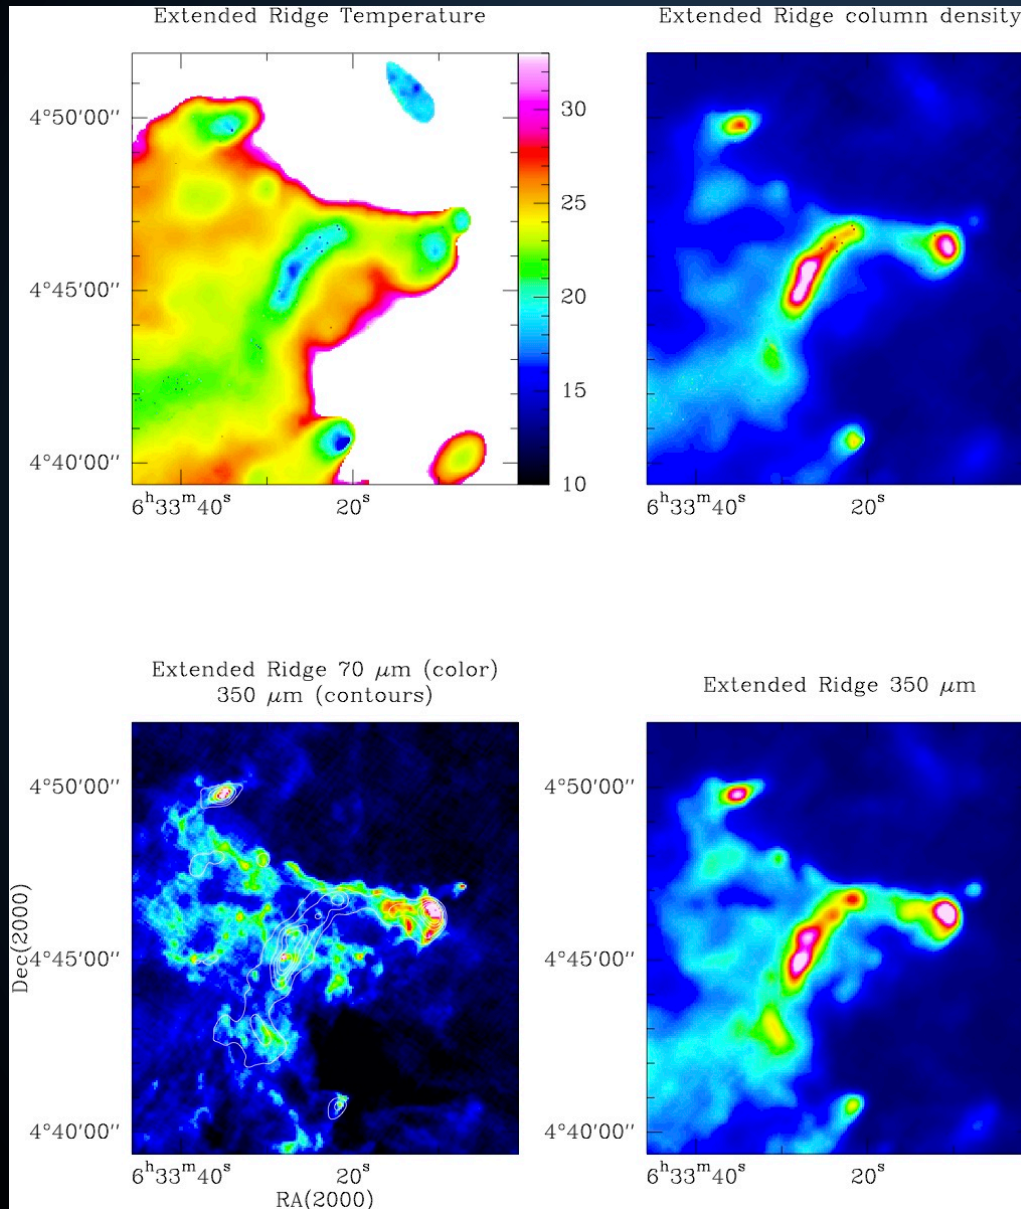 Extended Ridge Temperature
Extended Ridge column density
4°50'00''
4°45'00''
4°40'00''
30
25
20
15
10
6ʰ33ᵐ40ˢ 20ˢ
6ʰ33ᵐ40ˢ 20ˢ
Extended Ridge 70 μm (color)
350 μm (contours)
Extended Ridge 350 μm
4°50'00''
4°45'00''
4°40'00''
Dec(2000)
6ʰ33ᵐ40ˢ 20ˢ
RA(2000)
4°50'00''
4°45'00''
4°40'00''
6ʰ33ᵐ40ˢ 20ˢ